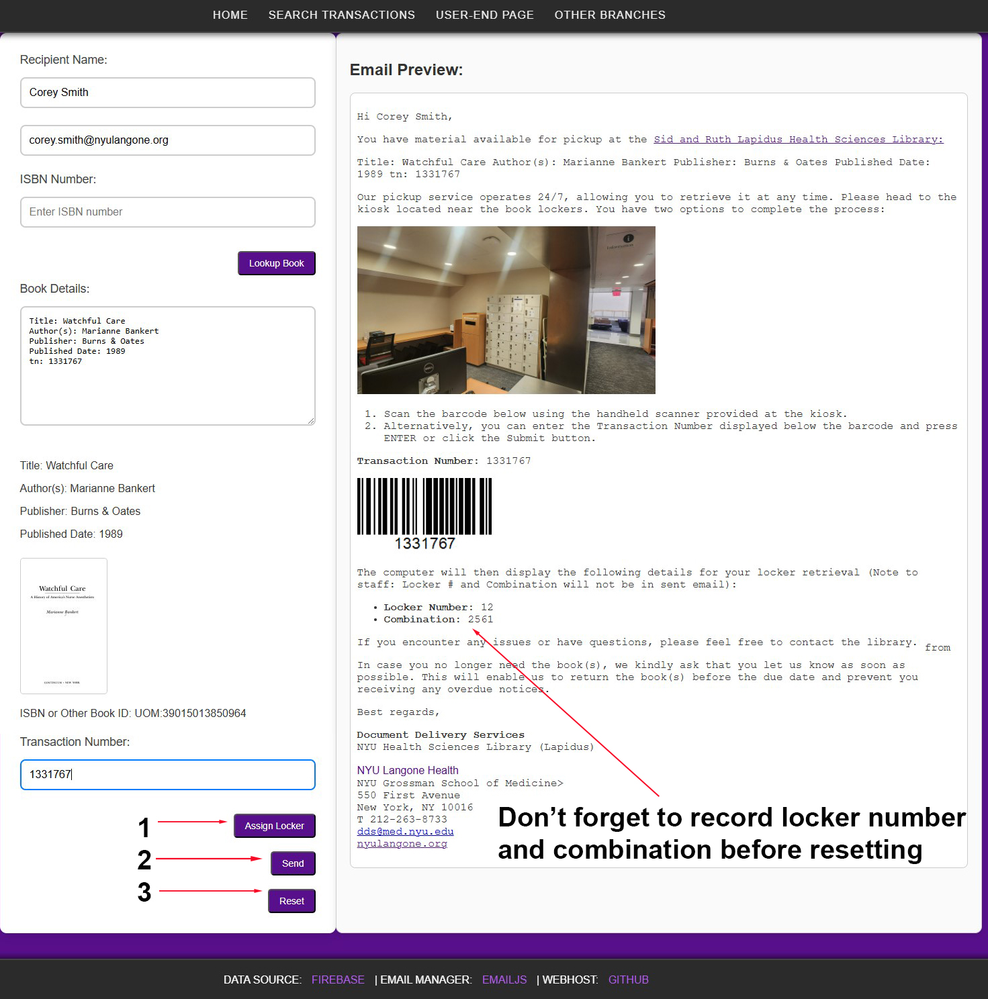 HOME SEARCH TRANSACTIONS USER-END PAGE OTHER BRANCHES
Recipient Name:
Corey Smith
corey.smith@nyulangone.org
ISBN Number:
Enter ISBN number
Lookup Book
Book Details:
Title: Watchful Care
Author(s): Marianne Bankert
Publisher: Burns & Oates
Published Date: 1989
tn: 1331767
Title: Watchful Care
Author(s): Marianne Bankert
Publisher: Burns & Oates
Published Date: 1989
Watchful Care
A History of America's Nurse Anesthetists
Marianne Bankert
CONTINUUM • NEW YORK
ISBN or Other Book ID: UOM:39015013850964
Transaction Number:
1331767
1 Assign Locker
2 Send
3 Reset
Email Preview:
Hi Corey Smith,
You have material available for pickup at the Sid and Ruth Lapidus Health Sciences Library:
Title: Watchful Care Author(s): Marianne Bankert Publisher: Burns & Oates Published Date:
1989 tn: 1331767
Our pickup service operates 24/7, allowing you to retrieve it at any time. Please head to the
kiosk located near the book lockers. You have two options to complete the process:
i
Information
DELL
1. Scan the barcode below using the handheld scanner provided at the kiosk.
2. Alternatively, you can enter the Transaction Number displayed below the barcode and press
ENTER or click the Submit button.
Transaction Number: 1331767
1331767
The computer will then display the following details for your locker retrieval (Note to
staff: Locker # and Combination will not be in sent email):
• Locker Number: 12
• Combination: 2561
If you encounter any issues or have questions, please feel free to contact the library.
from
In case you no longer need the book(s), we kindly ask that you let us know as soon as
possible. This will enable us to return the book(s) before the due date and prevent you
receiving any overdue notices.
Best regards,
Document Delivery Services
NYU Health Sciences Library (Lapidus)
NYU Langone Health
NYU Grossman School of Medicine>
550 First Avenue
New York, NY 10016
T 212-263-8733
dds@med.nyu.edu
nyulangone.org
Don't forget to record locker number
and combination before resetting
DATA SOURCE: FIREBASE | EMAIL MANAGER: EMAILJS | WEBHOST: GITHUB